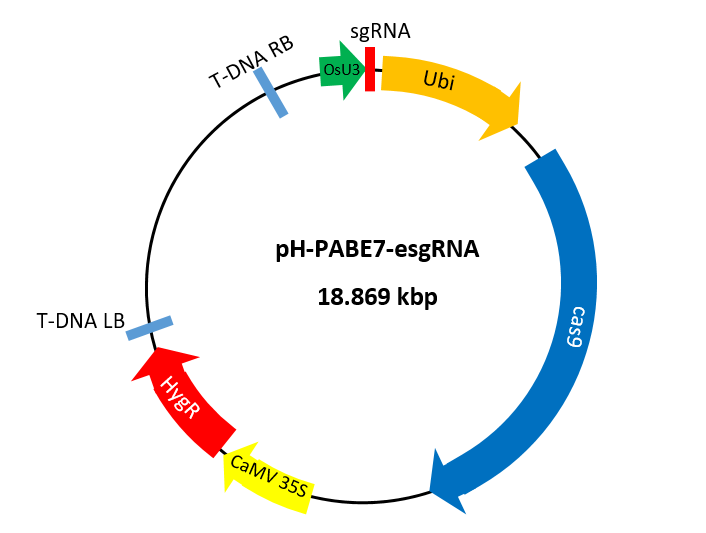 sgRNA
T-DNA RB
OsU3
Ubi
pH-PABE7-esgRNA
18.869 kbp
cas9
T-DNA LB
HygR
CaMV 35S